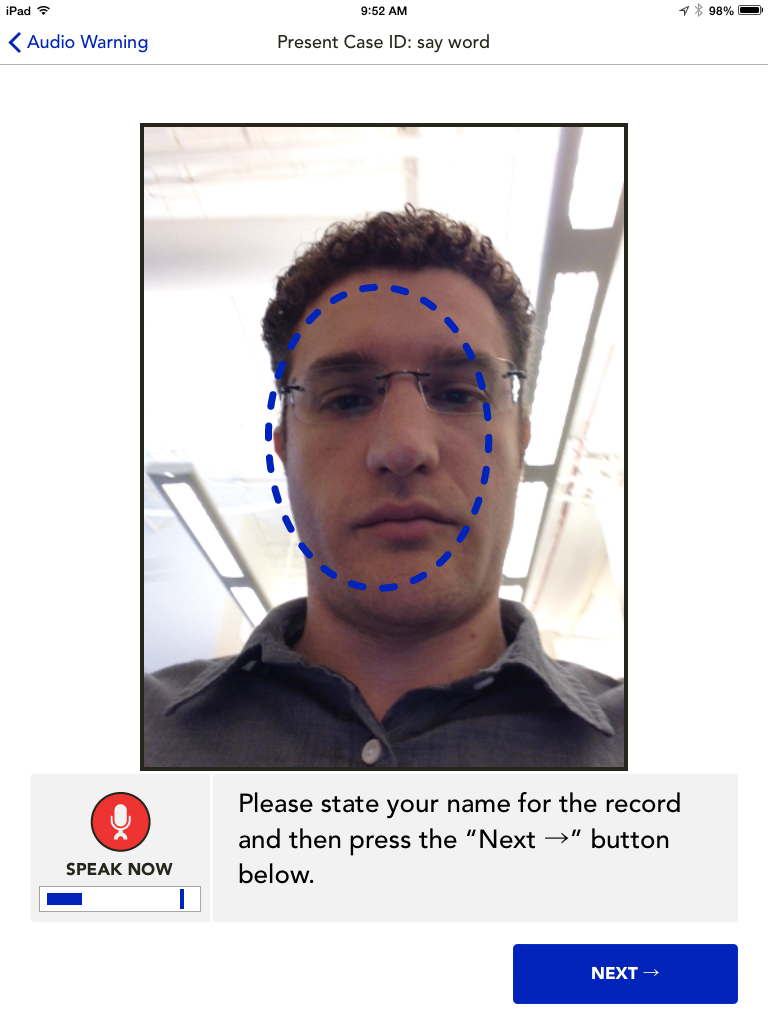 iPad 9:52 AM 98%
Audio Warning Present Case ID: say word
Please state your name for the record
and then press the “Next →” button
below.
SPEAK NOW
NEXT →